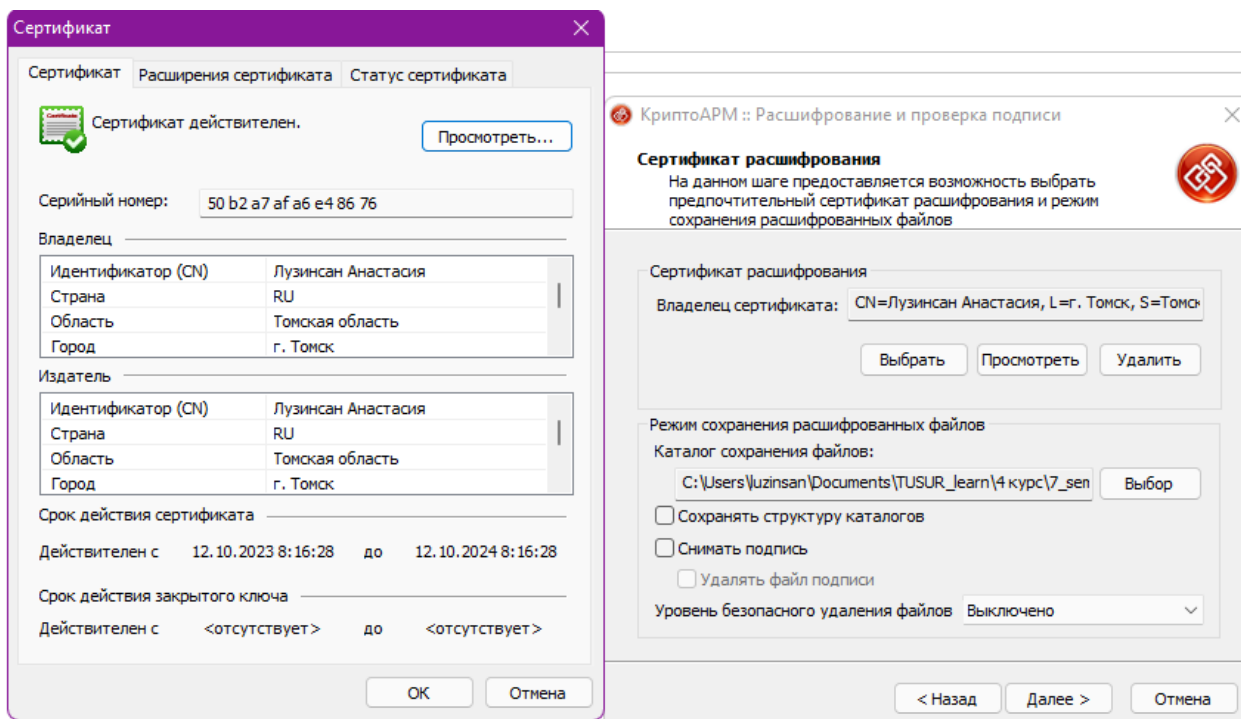 Сертификат
Сертификат Расширения сертификата Статус сертификата
Сертификат действителен.
Просмотреть...
Серийный номер: 50 b2 a7 af a6 e4 86 76
Владелец
Идентификатор (CN) Лузинсан Анастасия
Страна RU
Область Томская область
Город г. Томск
Издатель
Идентификатор (CN) Лузинсан Анастасия
Страна RU
Область Томская область
Город г. Томск
Срок действия сертификата
Действителен с 12.10.2023 8:16:28 до 12.10.2024 8:16:28
Срок действия закрытого ключа
Действителен с <отсутствует> до <отсутствует>
ОК Отмена
КриптоАРМ :: Расшифрование и проверка подписи
Сертификат расшифрования
На данном шаге предоставляется возможность выбрать
предпочтительный сертификат расшифрования и режим
сохранения расшифрованных файлов
Сертификат расшифрования
Владелец сертификата: CN=Лузинсан Анастасия, L=г. Томск, S=Томск
Выбрать Просмотреть Удалить
Режим сохранения расшифрованных файлов
Каталог сохранения файлов:
C:\Users\luzinsan\Documents\TUSUR_learn\4 курс\7_sem Выбор
Сохранять структуру каталогов
Снимать подпись
Удалять файл подписи
Уровень безопасного удаления файлов Выключено
< Назад Далее > Отмена